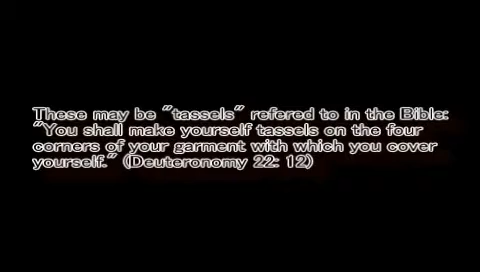 These may be "tassels" refered to in the Bible:
"You shall make yourself tassels on the four
corners of your garment with which you cover
yourself." (Deuteronomy 22: 12)